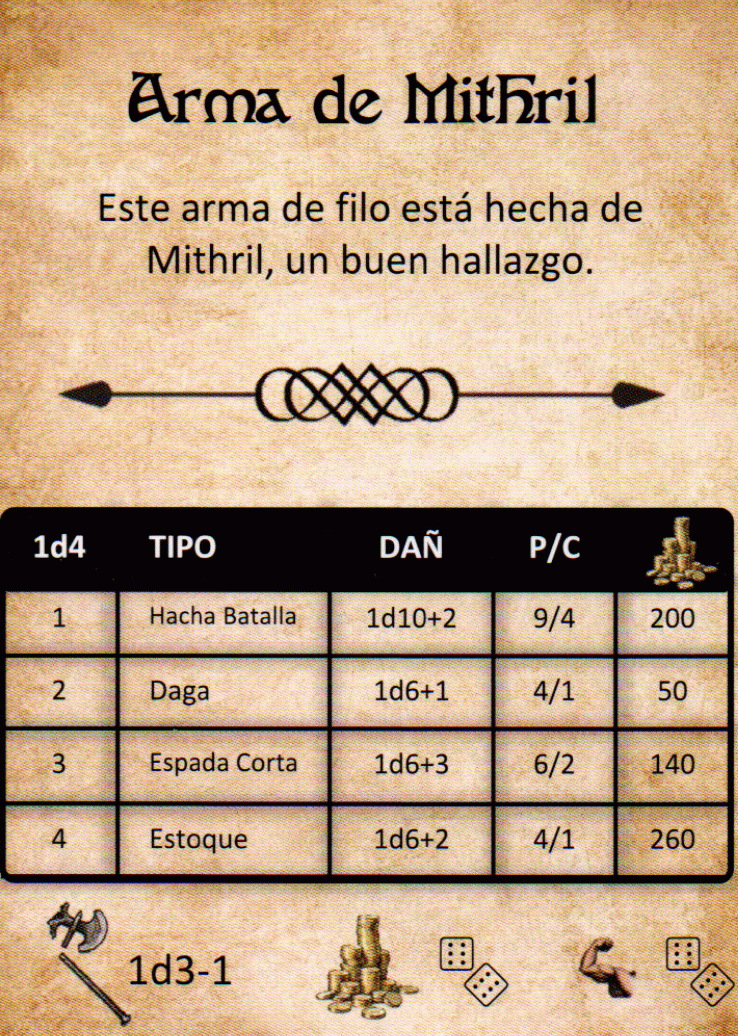 Arma de Mithril
Este arma de filo está hecha de
Mithril, un buen hallazgo.
1d4 TIPO DAÑ P/C
1 Hacha Batalla 1d10+2 9/4 200
2 Daga 1d6+1 4/1 50
3 Espada Corta 1d6+3 6/2 140
4 Estoque 1d6+2 4/1 260
1d3-1